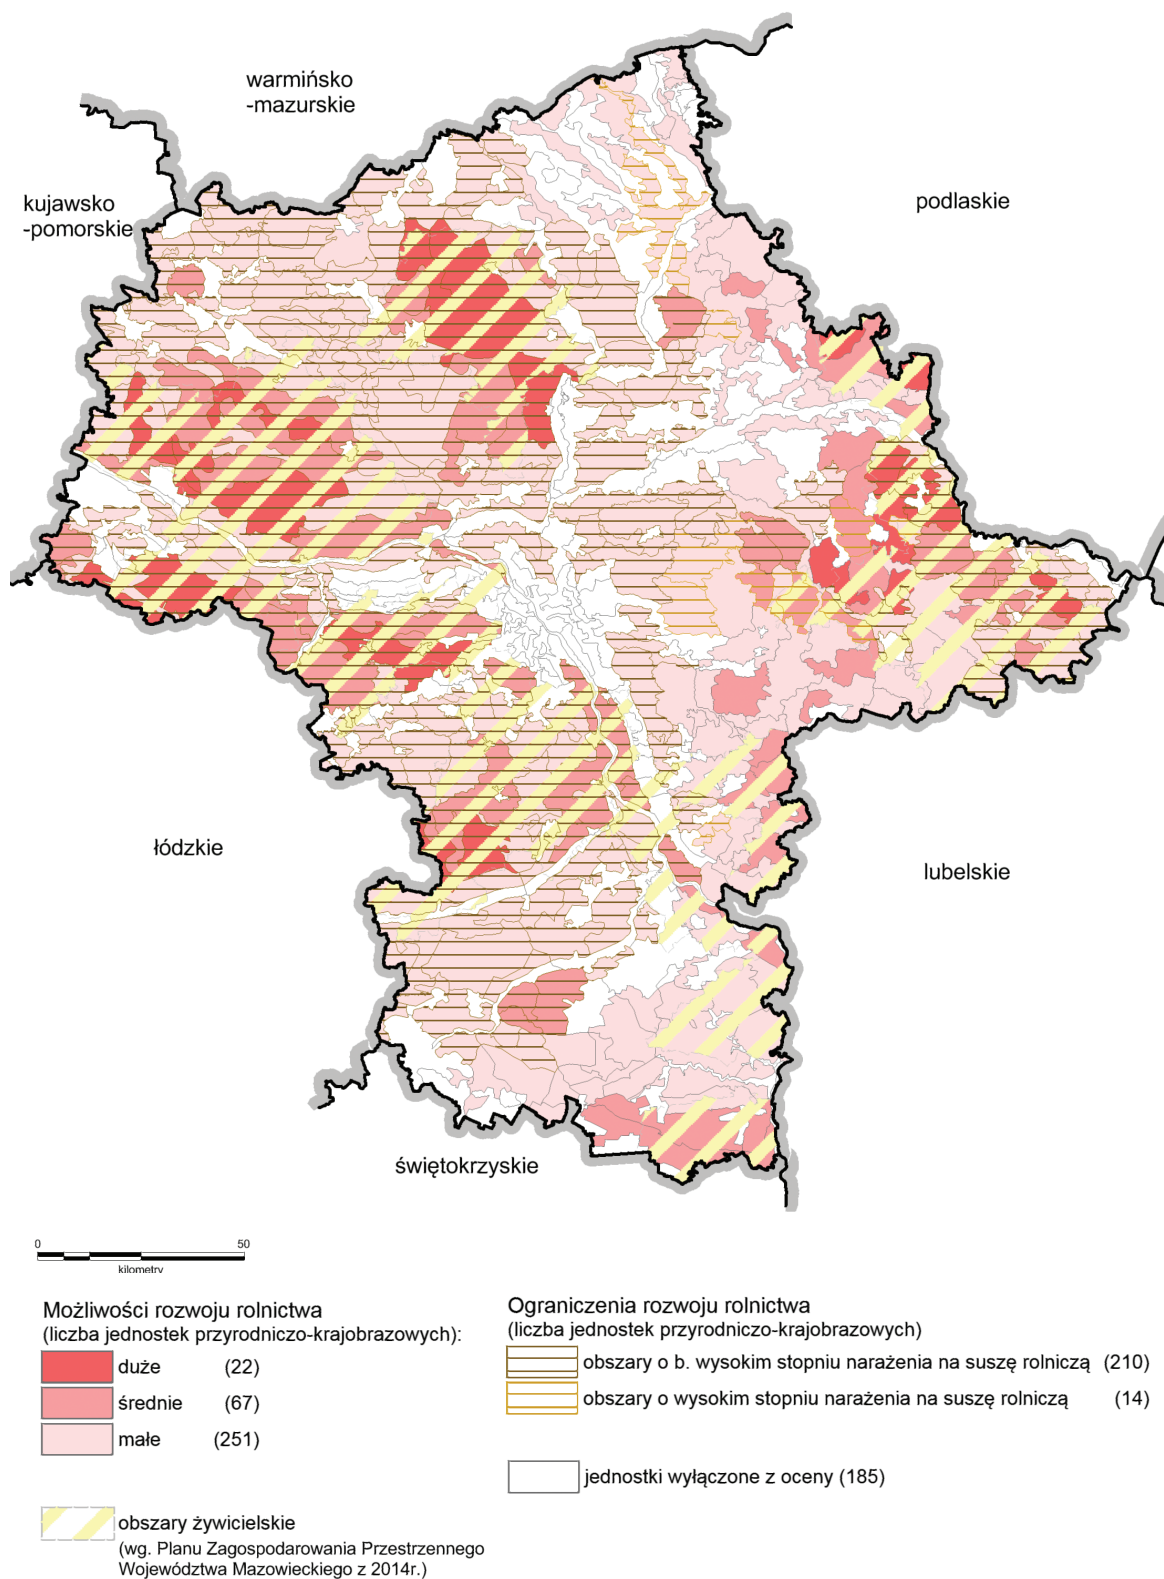 warmińsko
-mazurskie
kujawsko
-pomorskie
podlaskie
łódzkie
lubelskie
świętokrzyskie
0 50
kilometry
Możliwości rozwoju rolnictwa
(liczba jednostek przyrodniczo-krajobrazowych):
duże (22)
średnie (67)
małe (251)
obszary żywicielskie
(wg. Planu Zagospodarowania Przestrzennego
Województwa Mazowieckiego z 2014r.)
Ograniczenia rozwoju rolnictwa
(liczba jednostek przyrodniczo-krajobrazowych)
obszary o b. wysokim stopniu narażenia na suszę rolniczą (210)
obszary o wysokim stopniu narażenia na suszę rolniczą (14)
jednostki wyłączone z oceny (185)